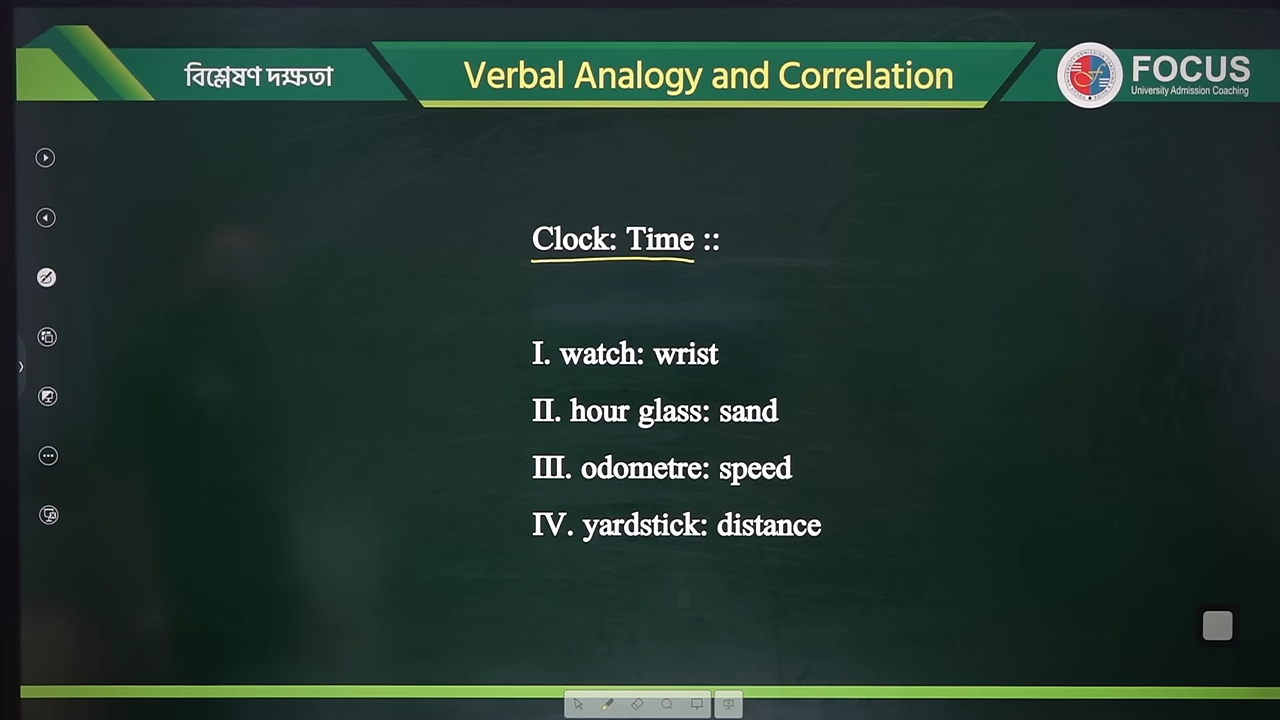 বিশ্লেষণ দক্ষতা
Verbal Analogy and Correlation
FOCUS
University Admission Coaching
Clock: Time ::
I. watch: wrist
II. hour glass: sand
III. odometre: speed
IV. yardstick: distance